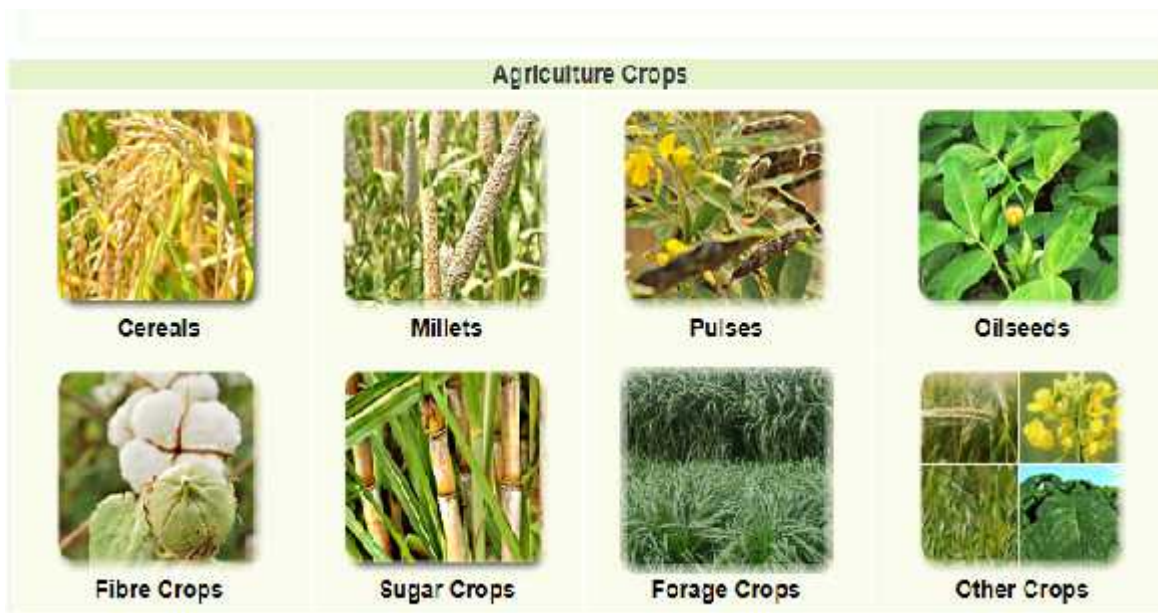 Agriculture Crops
Cereals
Millets
Pulses
Oilseeds
Fibre Crops
Sugar Crops
Forage Crops
Other Crops